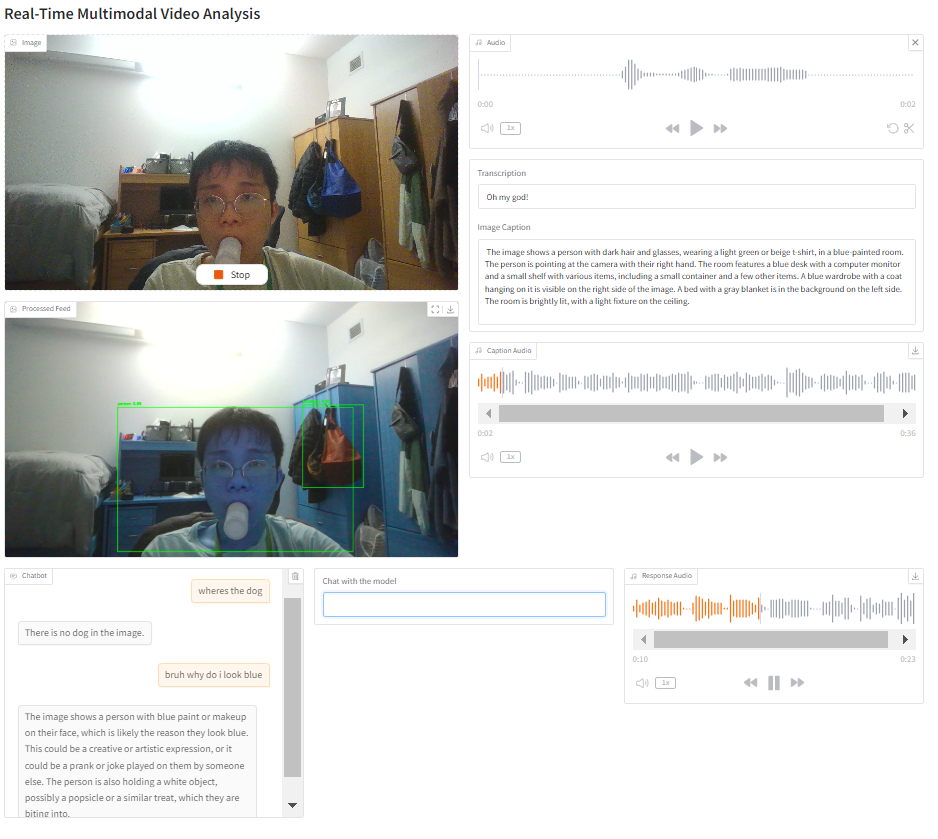 Real-Time Multimodal Video Analysis
Image
Stop
Processed Feed
Audio
0:00
0:02
1x
Transcription
Oh my god!
Image Caption
The image shows a person with dark hair and glasses, wearing a light green or beige t-shirt, in a blue-painted room.
The person is pointing at the camera with their right hand. The room features a blue desk with a computer monitor
and a small shelf with various items, including a small container and a few other items. A blue wardrobe with a coat
hanging on it is visible on the right side of the image. A bed with a gray blanket is in the background on the left side.
The room is brightly lit, with a light fixture on the ceiling.
Caption Audio
0:02
0:36
1x
Chatbot
wheres the dog
There is no dog in the image.
bruh why do i look blue
The image shows a person with blue paint or makeup
on their face, which is likely the reason they look blue.
This could be a creative or artistic expression, or it
could be a prank or joke played on them by someone
else. The person is also holding a white object,
possibly a popsicle or a similar treat, which they are
biting into.
Chat with the model
Response Audio
0:10
0:23
1x